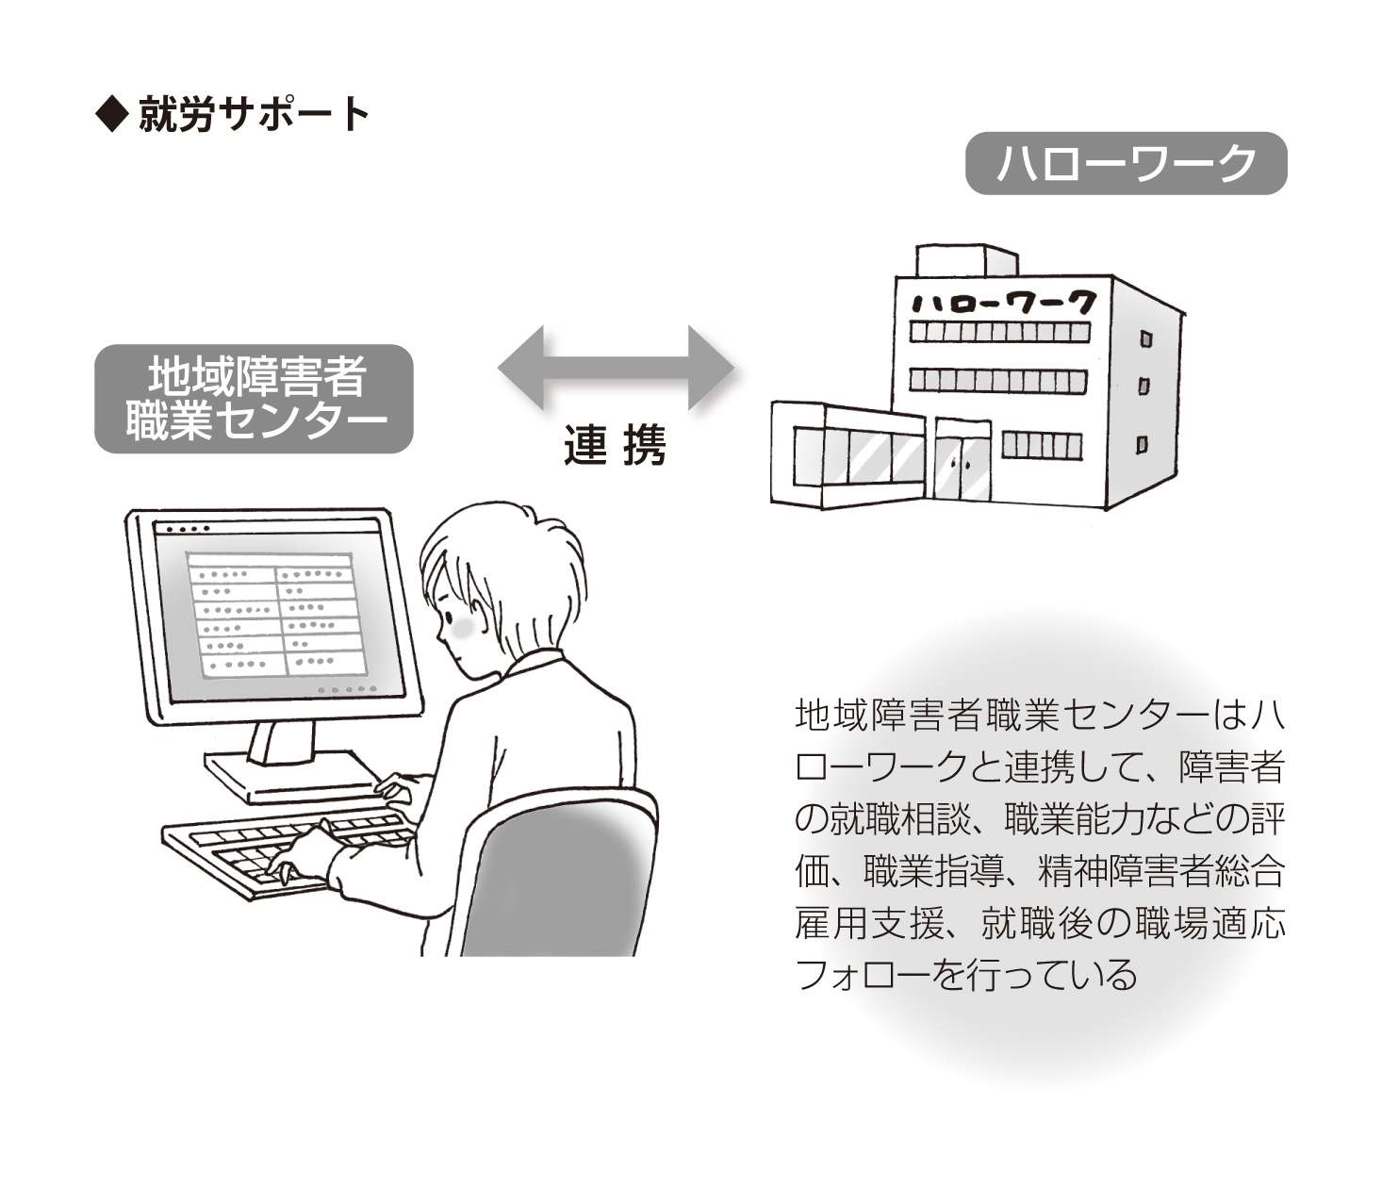 ◆就労サポート
ハローワーク
ハローワーク
地域障害者
職業センター
連携
地域障害者職業センターはハ
ローワークと連携して、障害者
の就職相談、職業能力などの評
価、職業指導、精神障害者総合
雇用支援、就職後の職場適応
フォローを行っている